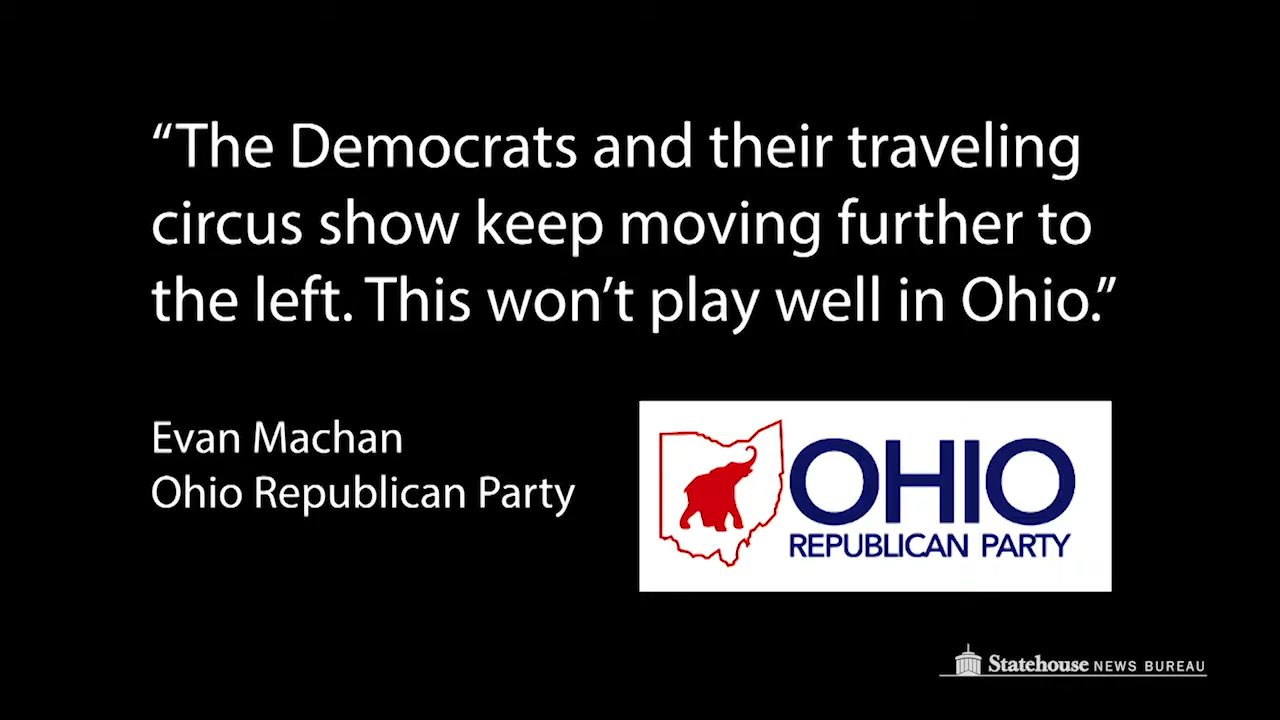 “The Democrats and their traveling
circus show keep moving further to
the left. This won’t play well in Ohio.”
Evan Machan
Ohio Republican Party
OHIO
REPUBLICAN PARTY
Statehouse NEWS BUREAU